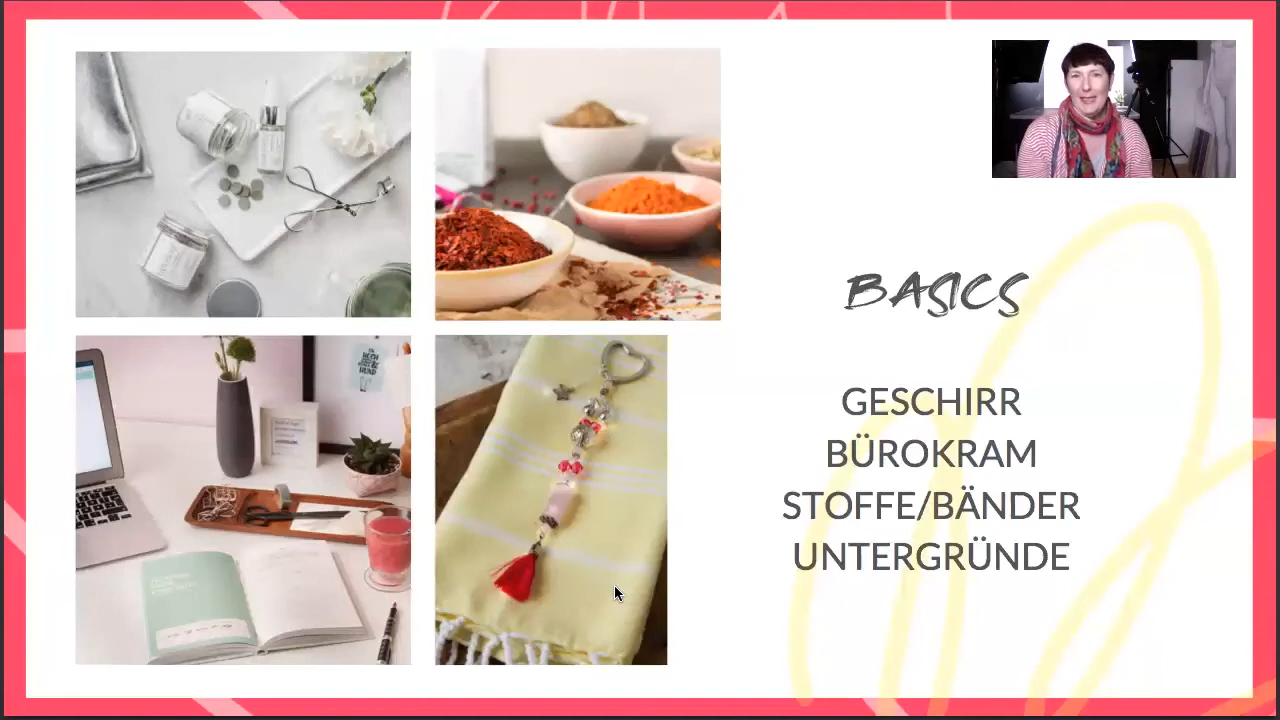 BASICS
GESCHIRR
BÜROKRAM
STOFFE/BÄNDER
UNTERGRÜNDE